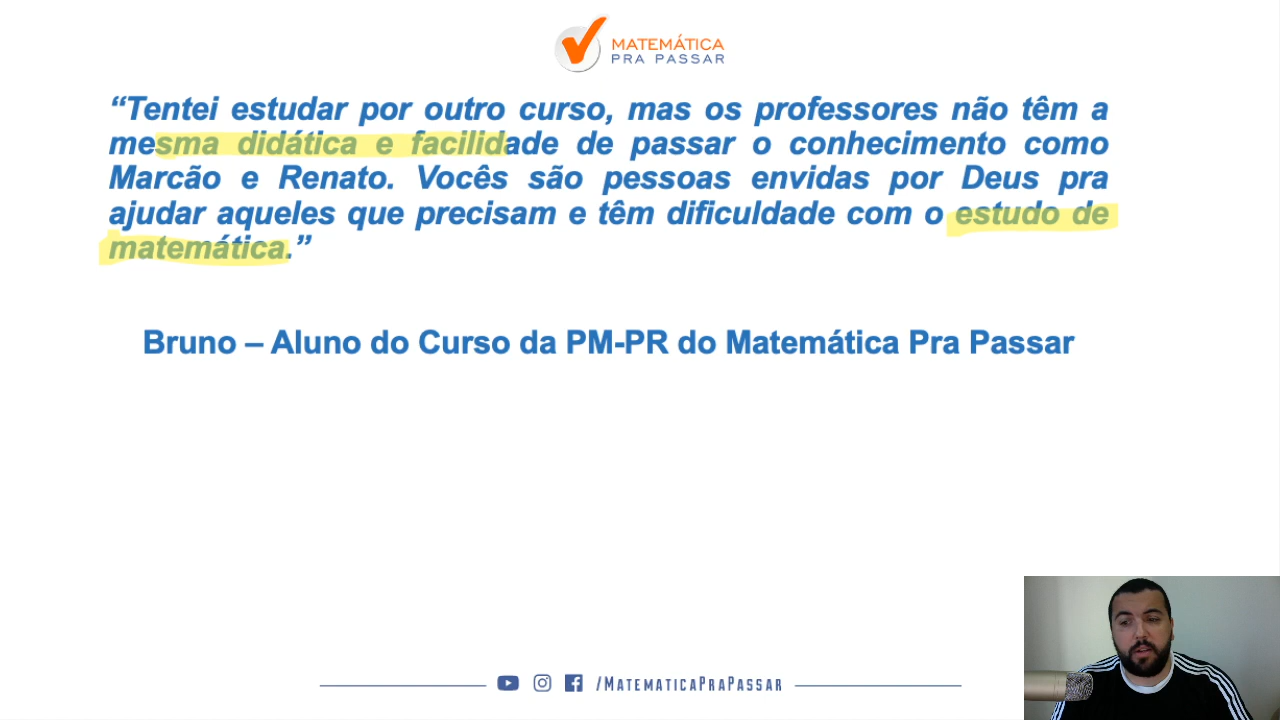 MATEMÁTICA
PRA PASSAR
“Tentei estudar por outro curso, mas os professores não têm a
mesma didática e facilidade de passar o conhecimento como
Marcão e Renato. Vocês são pessoas envidas por Deus pra
ajudar aqueles que precisam e têm dificuldade com o estudo de
matemática.”
Bruno – Aluno do Curso da PM-PR do Matemática Pra Passar
/MATEMATICAPRAPASSAR